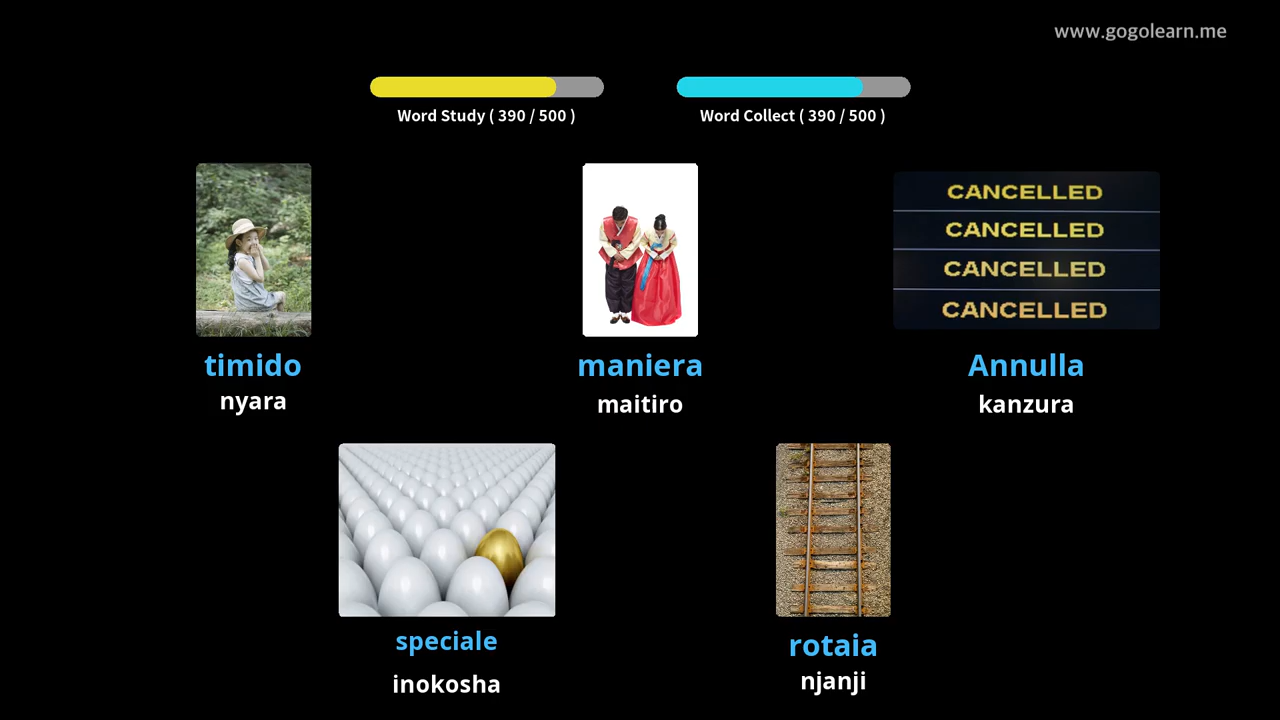 www.gogolearn.me
Word Study ( 390 / 500 )
Word Collect ( 390 / 500 )
CANCELLED
CANCELLED
CANCELLED
CANCELLED
timido
maniera
Annulla
nyara
maitiro
kanzura
speciale
rotaia
inokosha
njanji